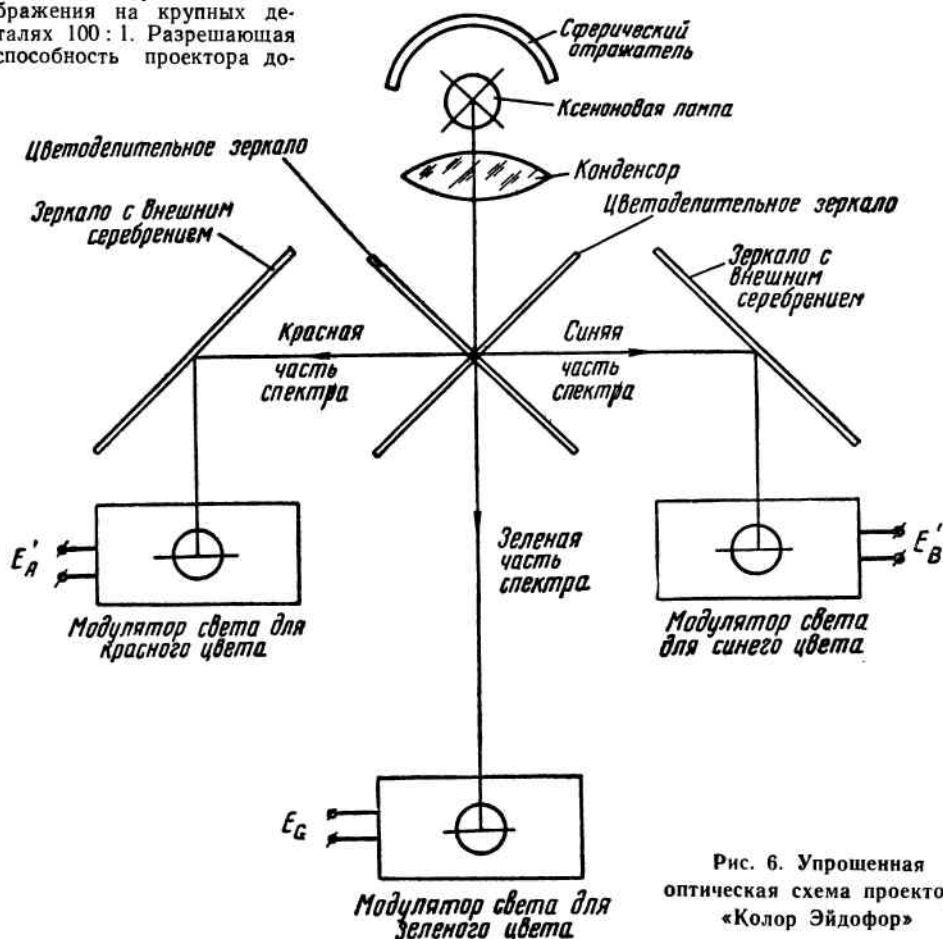 бражения на крупных де-
талях 100 : 1. Разрешающая
способность проектора до-
Сферический
отражатель
Ксеноновая лампа
Цветоделительное зеркало
Конденсор
Зеркало с внешним
серебрением
Цветоделительное зеркало
Зеркало с
внешним
серебрением
Красная
часть
спектра
Синяя
часть
спектра
Зеленая
часть
спектра
E'A
E'B
Модулятор света для
красного цвета
Модулятор света
для синего цвета
EG
Модулятор света для
зеленого цвета
Рис. 6. Упрощенная
оптическая схема проекто
«Колор Эйдофор»